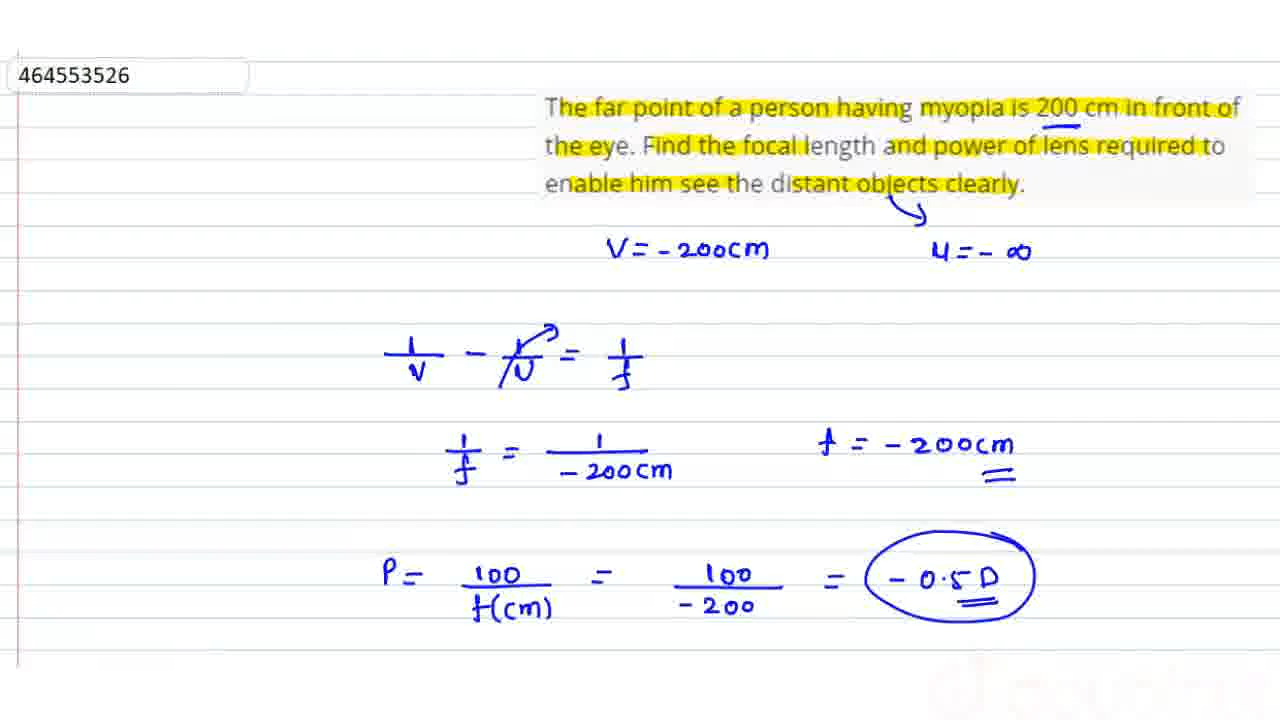 464553526
The far point of a person having myopia is 200 cm in front of
the eye. Find the focal length and power of lens required to
enable him see the distant objects clearly.
V = - 200cm u = - ∞
1/V - 1/U = 1/f
1/f = 1/-200cm f = - 200cm
P = 100/f(cm) = 100/-200 = - 0.5 D